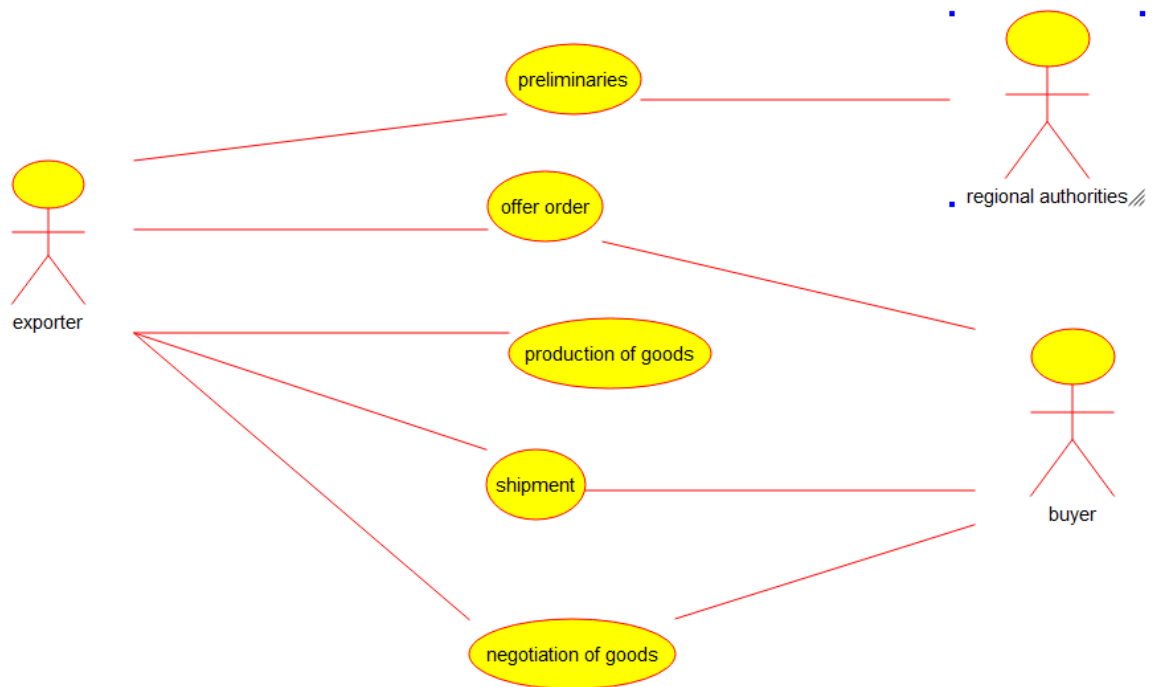 preliminaries
regional authorities
offer order
exporter
production of goods
shipment
buyer
negotiation of goods